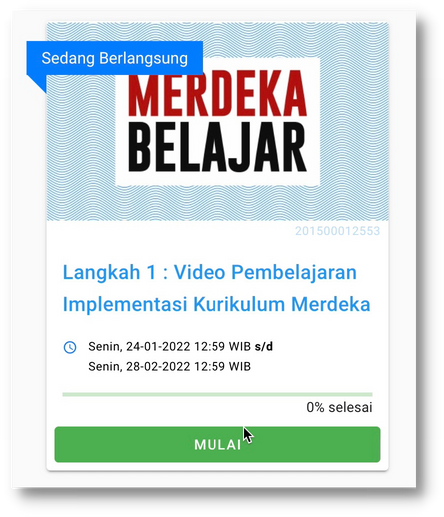 Sedang Berlangsung
MERDEKA
BELAJAR
201500012553
Langkah 1 : Video Pembelajaran
Implementasi Kurikulum Merdeka
Senin, 24-01-2022 12:59 WIB s/d
Senin, 28-02-2022 12:59 WIB
0% selesai
MULAI